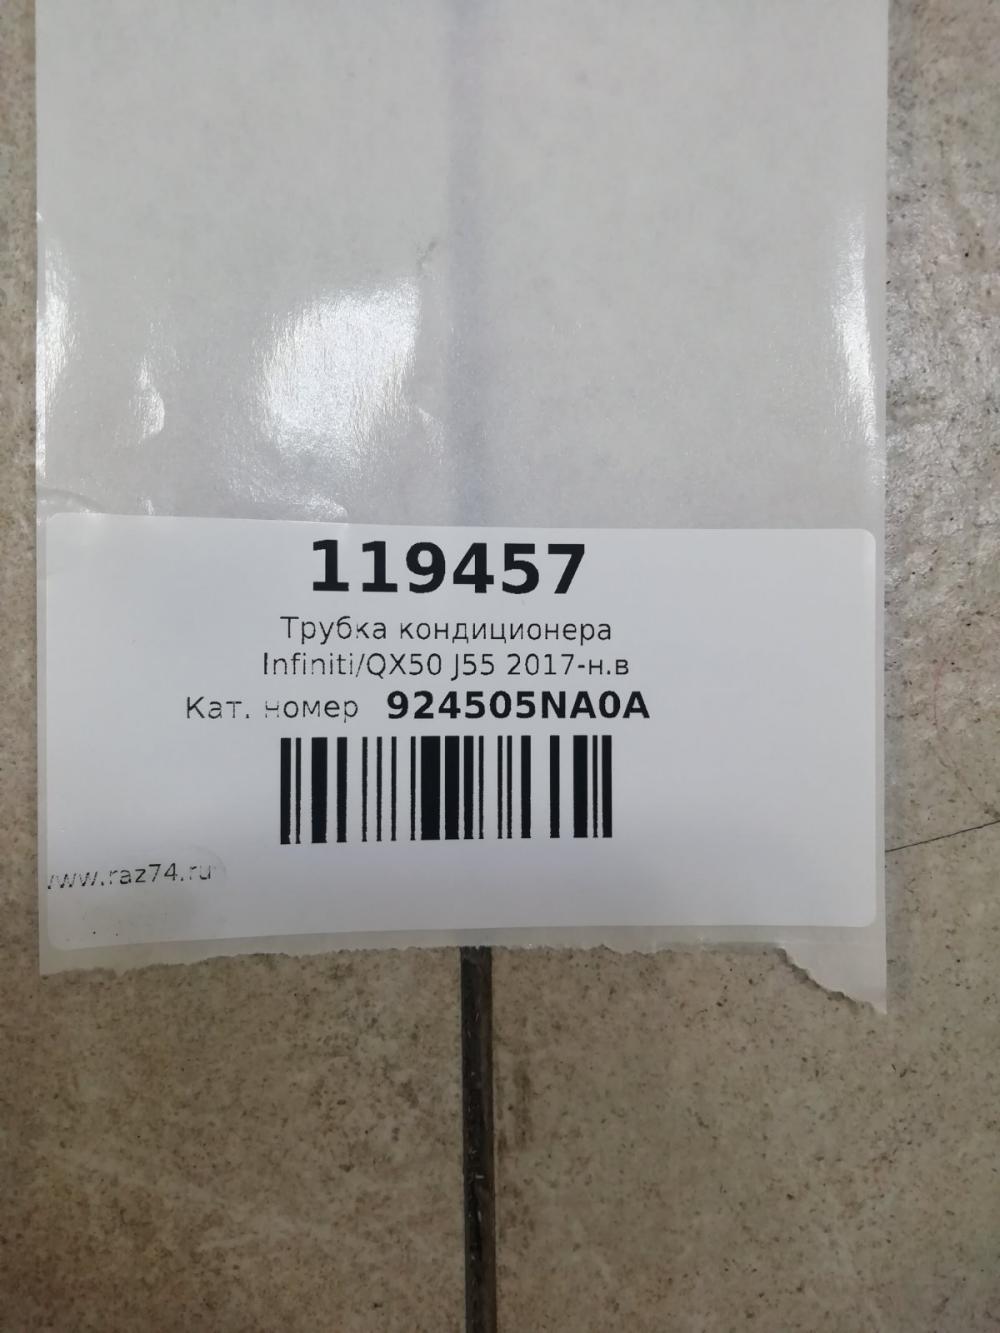 119457
Трубка кондиционера
Infiniti/QX50 J55 2017-н.в
Кат. номер 924505NA0A
www.raz74.ru